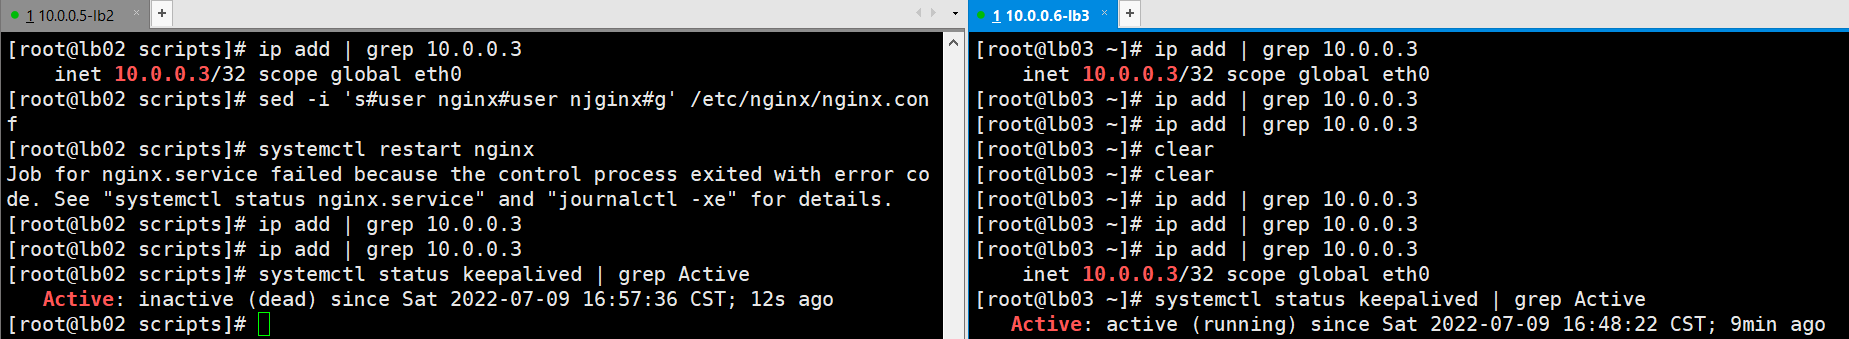 1 10.0.0.5-lb2 × +
[root@lb02 scripts]# ip add | grep 10.0.0.3
    inet 10.0.0.3/32 scope global eth0
[root@lb02 scripts]# sed -i 's#user nginx#user njginx#g' /etc/nginx/nginx.con
f
[root@lb02 scripts]# systemctl restart nginx
Job for nginx.service failed because the control process exited with error co
de. See "systemctl status nginx.service" and "journalctl -xe" for details.
[root@lb02 scripts]# ip add | grep 10.0.0.3
[root@lb02 scripts]# ip add | grep 10.0.0.3
[root@lb02 scripts]# systemctl status keepalived | grep Active
   Active: inactive (dead) since Sat 2022-07-09 16:57:36 CST; 12s ago
[root@lb02 scripts]#
1 10.0.0.6-lb3 × +
[root@lb03 ~]# ip add | grep 10.0.0.3
    inet 10.0.0.3/32 scope global eth0
[root@lb03 ~]# ip add | grep 10.0.0.3
[root@lb03 ~]# ip add | grep 10.0.0.3
[root@lb03 ~]# clear
[root@lb03 ~]# clear
[root@lb03 ~]# ip add | grep 10.0.0.3
[root@lb03 ~]# ip add | grep 10.0.0.3
[root@lb03 ~]# ip add | grep 10.0.0.3
    inet 10.0.0.3/32 scope global eth0
[root@lb03 ~]# systemctl status keepalived | grep Active
   Active: active (running) since Sat 2022-07-09 16:48:22 CST; 9min ago